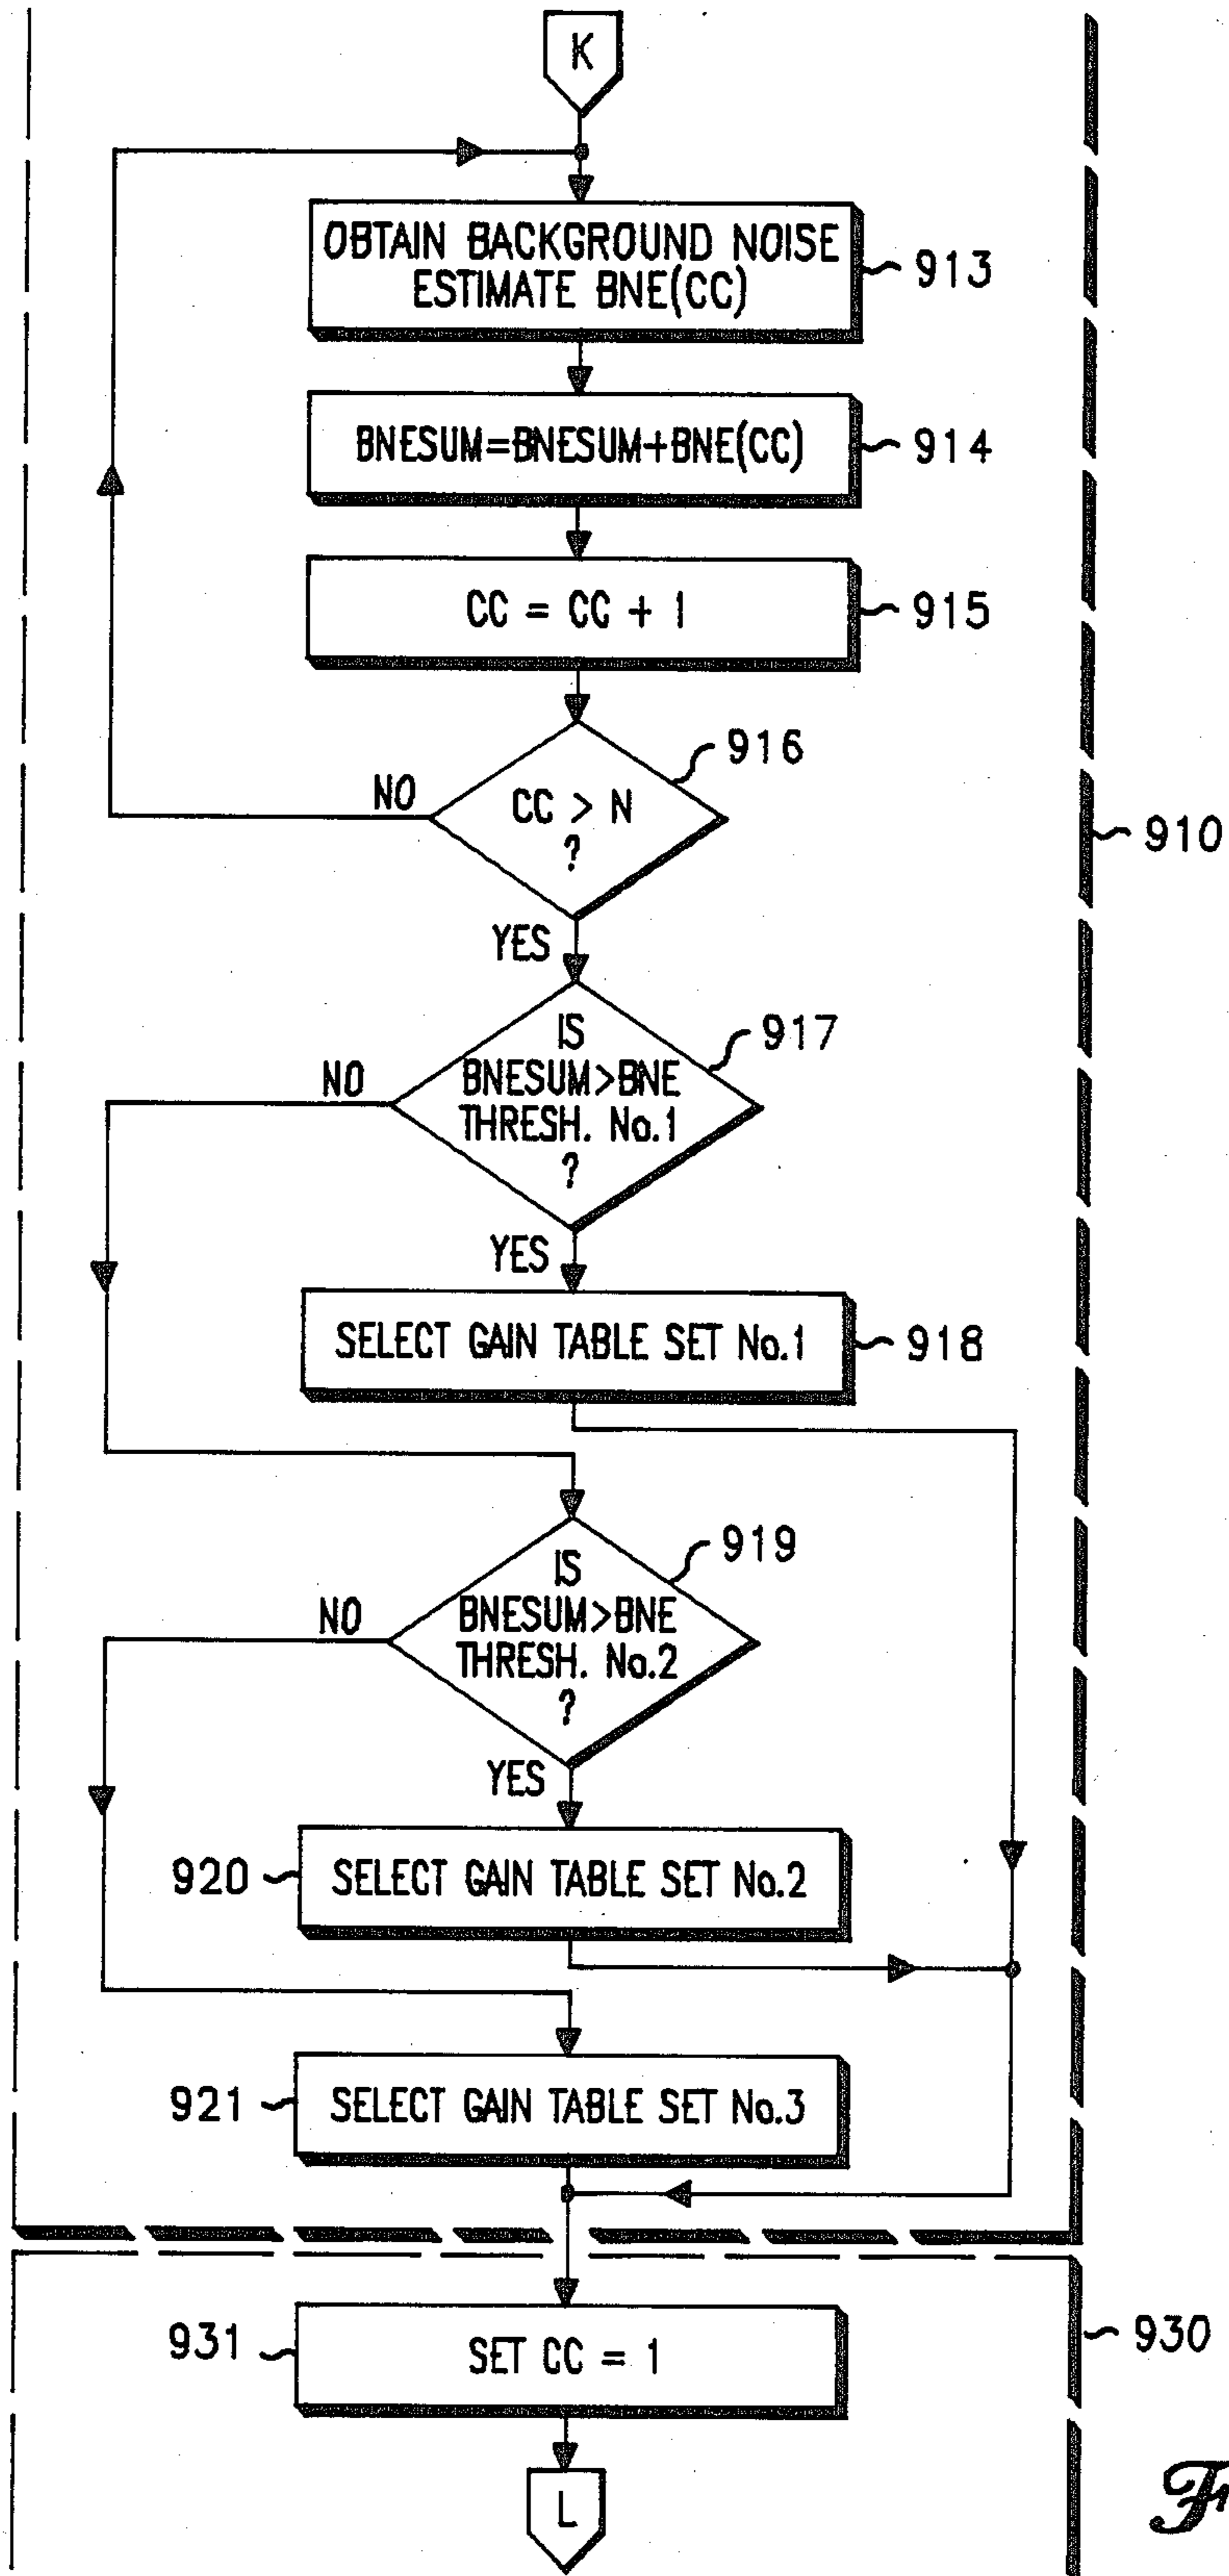 K
OBTAIN BACKGROUND NOISE
ESTIMATE BNE(CC)
913
BNESUM=BNESUM+BNE(CC)
914
CC = CC + 1
915
916
CC > N
?
NO
910
YES
IS
BNESUM>BNE
THRESH. No.1
?
917
NO
YES
SELECT GAIN TABLE SET No.1
918
919
IS
BNESUM>BNE
THRESH. No.2
?
NO
YES
920
SELECT GAIN TABLE SET No.2
921
SELECT GAIN TABLE SET No.3
931
SET CC = 1
930
L